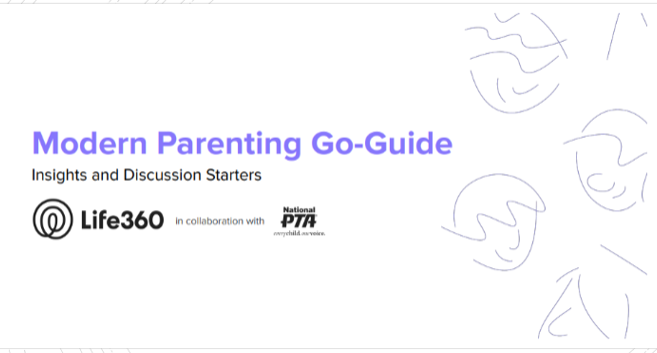 Modern Parenting Go-Guide
Insights and Discussion Starters
Life360 in collaboration with National PTA
everychild.onevoice.